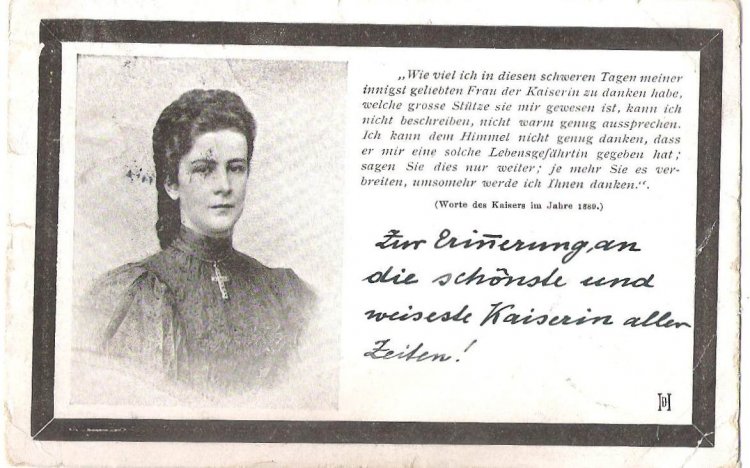 „Wie viel ich in diesen schweren Tagen meiner
innigst geliebten Frau der Kaiserin zu danken habe,
welche grosse Stütze sie mir gewesen ist, kann ich
nicht beschreiben, nicht warm genug aussprechen.
Ich kann dem Himmel nicht genug danken, dass
er mir eine solche Lebensgefährtin gegeben hat;
sagen Sie dies nur weiter; je mehr Sie es ver-
breiten, umsomehr werde ich Ihnen danken.“.
(Worte des Kaisers im Jahre 1889.)
Zur Erin̄erung, an
die schönste und
weiseste Kaiserin aller
Zeiten!